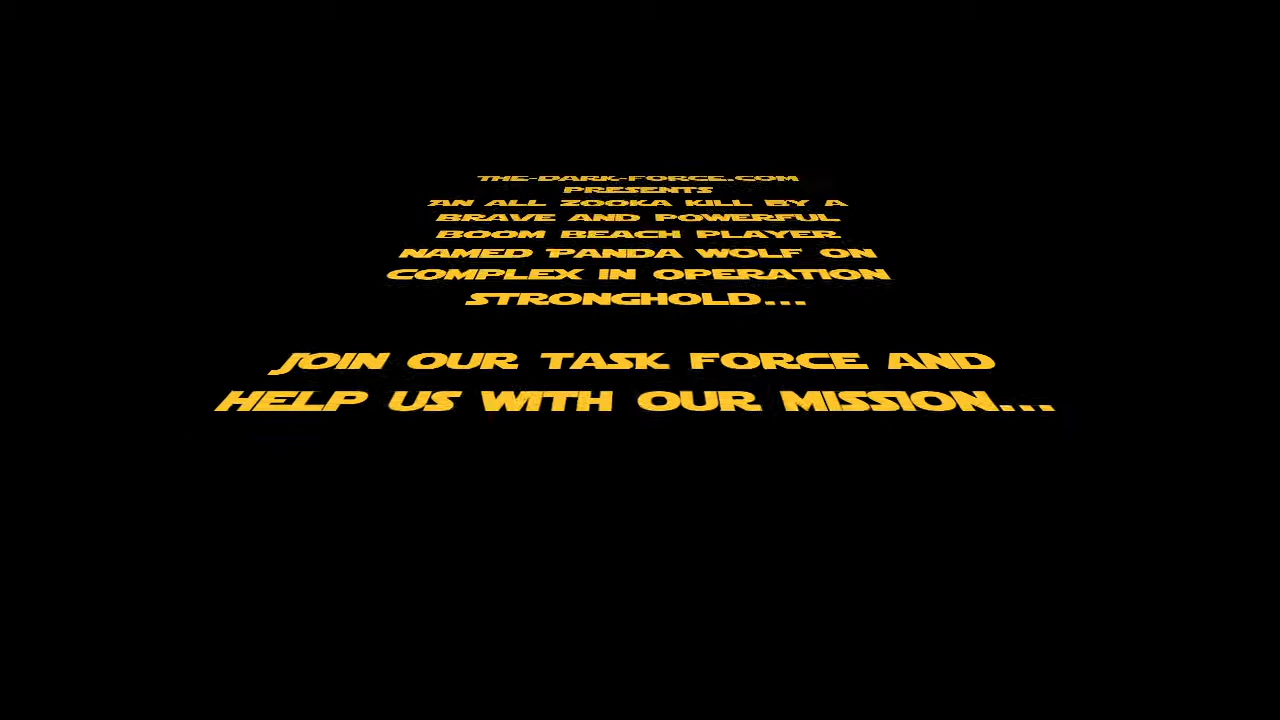 THE-DARK-FORCE.COM
PRESENTS
AN ALL ZOOKA KILL BY A
BRAVE AND POWERFUL
BOOM BEACH PLAYER
NAMED PANDA WOLF ON
COMPLEX IN OPERATION
STRONGHOLD...
JOIN OUR TASK FORCE AND
HELP US WITH OUR MISSION...